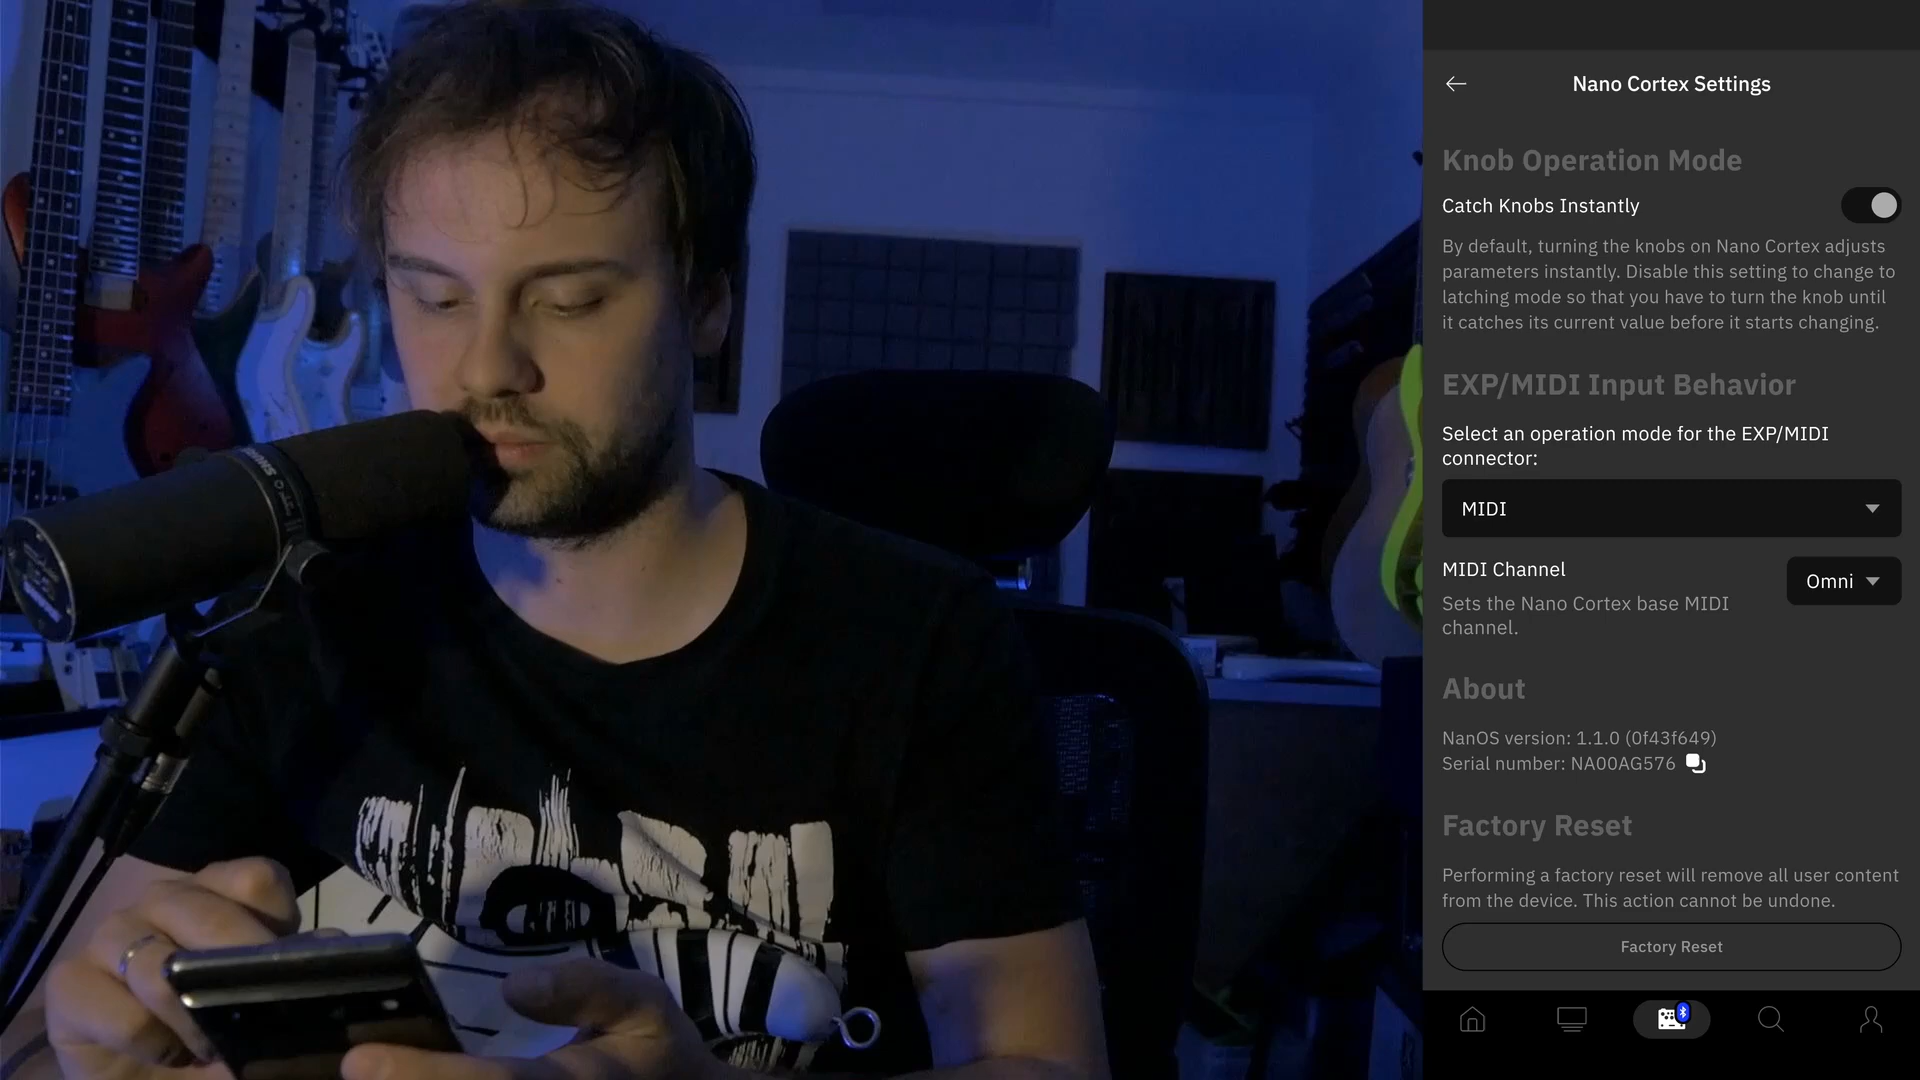 Nano Cortex Settings
Knob Operation Mode
Catch Knobs Instantly
By default, turning the knobs on Nano Cortex adjusts
parameters instantly. Disable this setting to change to
latching mode so that you have to turn the knob until
it catches its current value before it starts changing.
EXP/MIDI Input Behavior
Select an operation mode for the EXP/MIDI
connector:
MIDI
MIDI Channel
Omni
Sets the Nano Cortex base MIDI
channel.
About
NanOS version: 1.1.0 (0f43f649)
Serial number: NA00AG576
Factory Reset
Performing a factory reset will remove all user content
from the device. This action cannot be undone.
Factory Reset